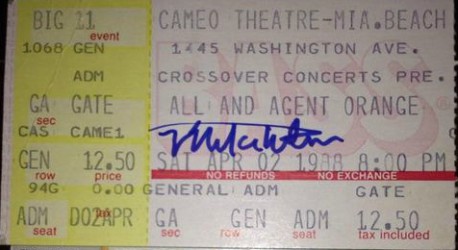 BIG 11 CAMEO THEATRE-MIA.BEACH
event
1068 GEN 1445 WASHINGTON AVE.
ADM CROSSOVER CONCERTS PRE.
GA GATE ALL AND AGENT ORANGE
sec
CAS CAME1
GEN 12.50 SAT APR 02 1988 8:00 PM
row price NO REFUNDS NO EXCHANGE
94G 0.00 GENERAL ADM GATE
ADM DO2APR GA GEN ADM 12.50
seat tax sec row seat tax included